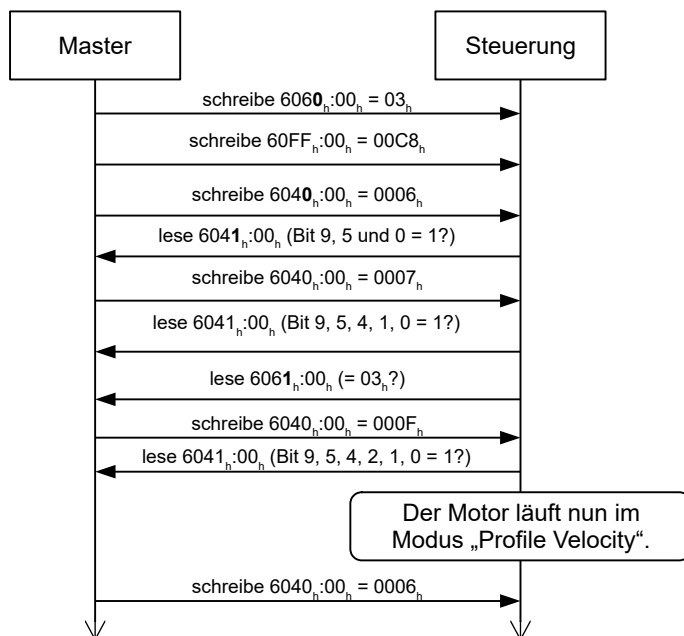 Master
Steuerung
schreibe 6060ₕ:00ₕ = 03ₕ
schreibe 60FFₕ:00ₕ = 00C8ₕ
schreibe 6040ₕ:00ₕ = 0006ₕ
lese 6041ₕ:00ₕ (Bit 9, 5 und 0 = 1?)
schreibe 6040ₕ:00ₕ = 0007ₕ
lese 6041ₕ:00ₕ (Bit 9, 5, 4, 1, 0 = 1?)
lese 6061ₕ:00ₕ (= 03ₕ?)
schreibe 6040ₕ:00ₕ = 000Fₕ
lese 6041ₕ:00ₕ (Bit 9, 5, 4, 2, 1, 0 = 1?)
Der Motor läuft nun im
Modus „Profile Velocity“.
schreibe 6040ₕ:00ₕ = 0006ₕ